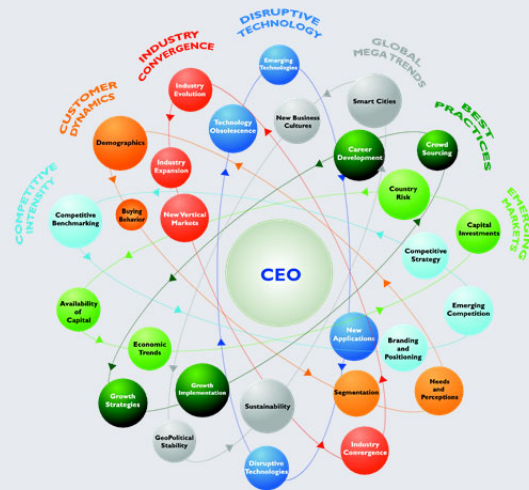 DISRUPTIVE
TECHNOLOGY
INDUSTRY
CONVERGENCE
GLOBAL
MEGA TRENDS
CUSTOMER
DYNAMICS
BEST
PRACTICES
COMPETITIVE
INTENSITY
EMERGING
MARKETS
Emerging
Technologies
Industry
Evolution
Smart Cities
Technology
Obsolescence
New Business
Cultures
Demographics
Career
Development
Crowd
Sourcing
Industry
Expansion
Country
Risk
Competitive
Benchmarking
Buying
Behavior
New Vertical
Markets
Capital
Investments
Competitive
Strategy
CEO
Availability
of
Capital
Emerging
Competition
New
Applications
Economic
Trends
Branding
and
Positioning
Growth
Strategies
Growth
Implementation
Sustainability
Segmentation
Needs and
Perceptions
GeoPolitical
Stability
Industry
Convergence
Disruptive
Technologies